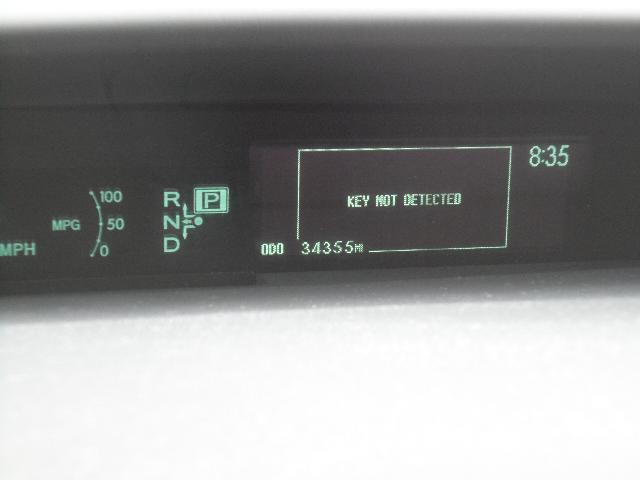 8:35
100
R P
KEY NOT DETECTED
MPG 50
N
MPH 0
D
ODO 34355MI